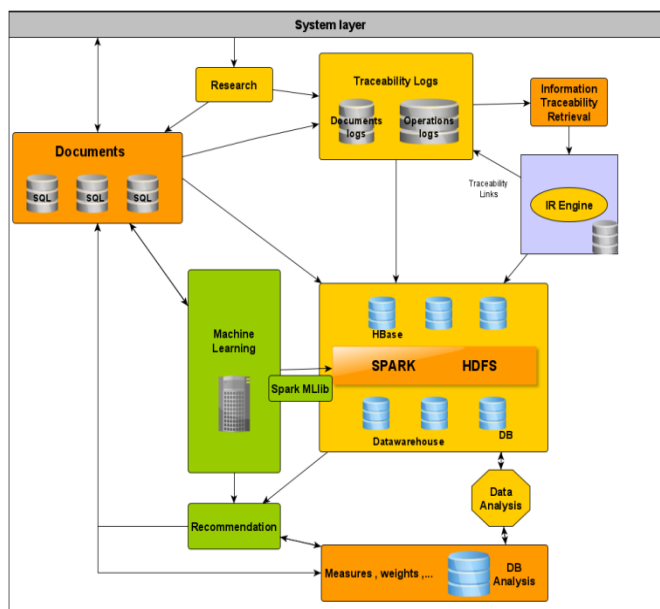 System layer
Research
Traceability Logs
Documents
logs
Operations
logs
Information
Traceability
Retrieval
Documents
SQL
SQL
SQL
Traceability
Links
IR Engine
Machine
Learning
HBase
SPARK
HDFS
Spark MLlib
Datawarehouse
DB
Data
Analysis
Recommendation
Measures , weights ,...
DB
Analysis